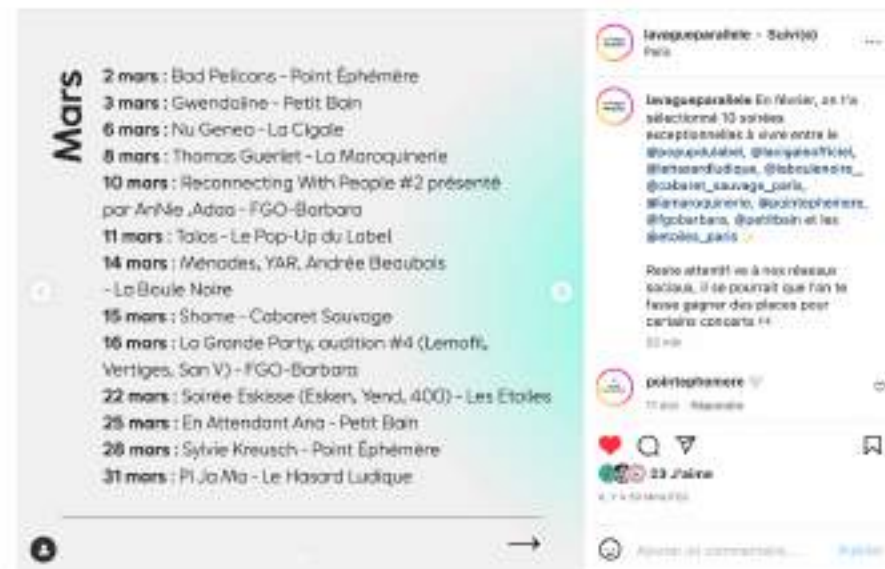 Mars
2 mars : Bad Pelicans - Point Éphémère
3 mars : Gwendoline - Petit Bain
6 mars : Nu Genea - La Cigale
8 mars : Thomas Guerlet - La Maroquinerie
10 mars : Reconnecting With People #2 présenté
par AnNie .Adaa - FGO-Barbara
11 mars : Talos - Le Pop-Up du Label
14 mars : Ménades, YAR, Andrée Beaubois
- La Boule Noire
15 mars : Shame - Cabaret Sauvage
16 mars : La Grande Party, audition #4 (Lemofil,
Vertiges, San V) - FGO-Barbara
22 mars : Soirée Eskisse (Esken, Yend, 400) - Les Etoiles
25 mars : En Attendant Ana - Petit Bain
28 mars : Sylvie Kreusch - Point Éphémère
31 mars : Pi Ja Ma - Le Hasard Ludique
lavagueparallele • Suivi(e)
Paris
lavagueparallele En février, on t'a
sélectionné 10 soirées
exceptionnelles à vivre entre le
@popupdulabel, @lacigaleofficiel,
@lehasardludique, @laboulenoire_
@cabaret_sauvage_paris,
@lamaroquinerie, @pointephemere,
@fgobarbara, @petitbain et les
@etoiles_paris
Reste attentif·ve à nos réseaux
sociaux, il se pourrait que l'on te
fasse gagner des places pour
certains concerts
pointephemere
Répondre
23 J'aime
Ajouter un commentaire...
Publier